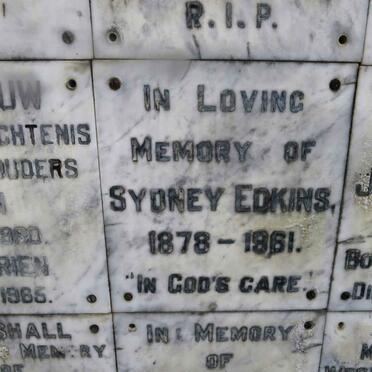 R.I.P.
IN LOVING
MEMORY OF
SYDNEY EDKINS.
1878 - 1961.
"IN GOD'S CARE."
UW
CHTENIS
OUDERS
RIEN
1965.
SHALL
MEMORY
IN MEMORY
OF